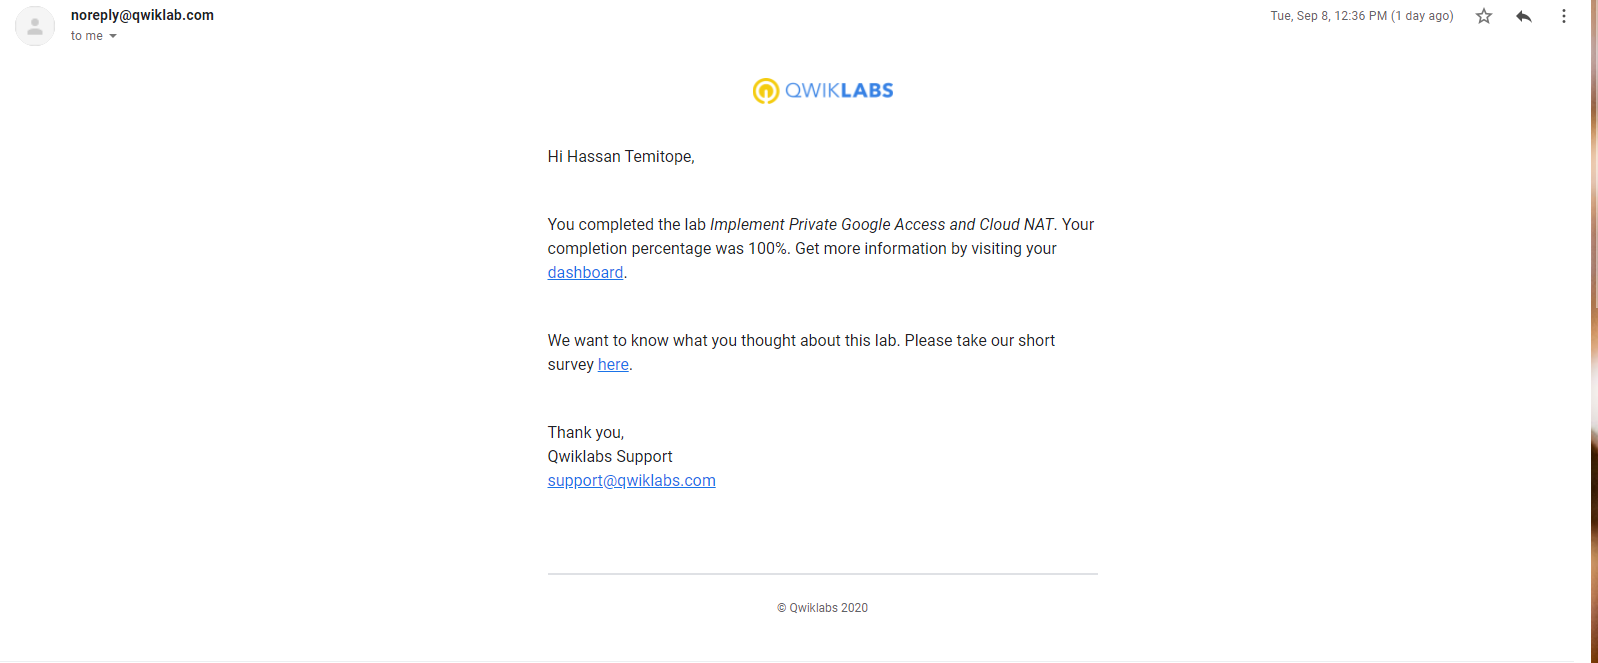 noreply@qwiklab.com
Tue, Sep 8, 12:36 PM (1 day ago)
to me
QWIKLABS
Hi Hassan Temitope,
You completed the lab Implement Private Google Access and Cloud NAT. Your
completion percentage was 100%. Get more information by visiting your
dashboard.
We want to know what you thought about this lab. Please take our short
survey here.
Thank you,
Qwiklabs Support
support@qwiklabs.com
© Qwiklabs 2020